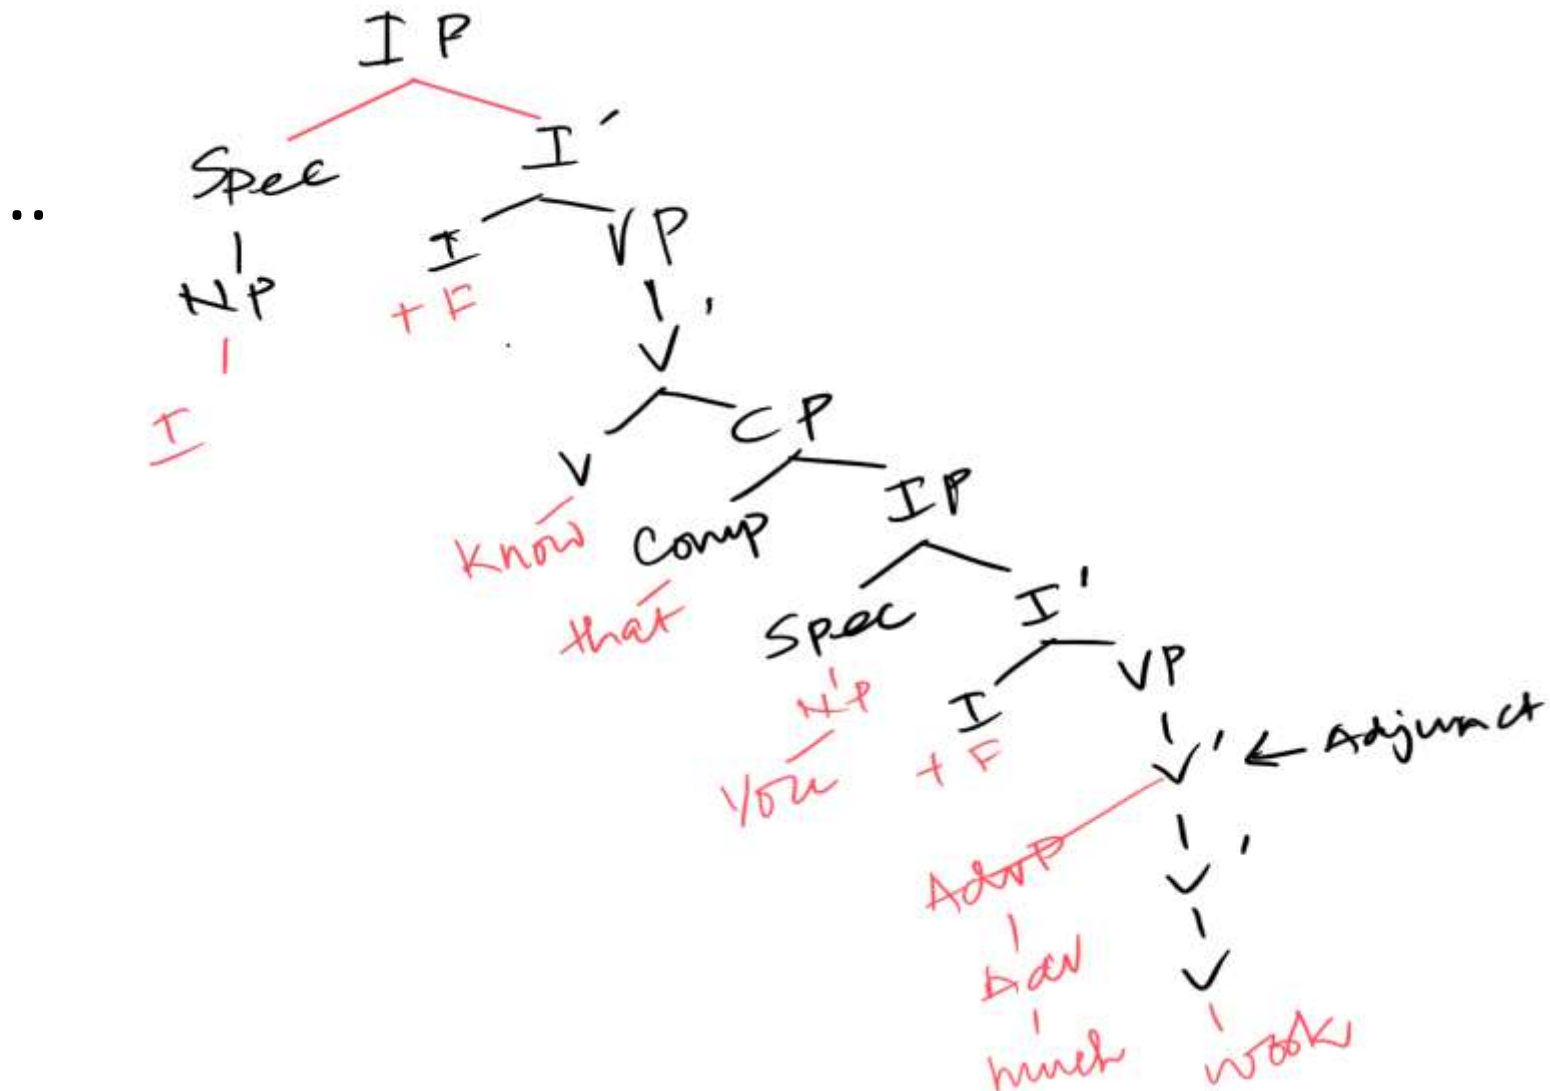 IP
Spec I'
..
I VP
NP + F
V'
I
V CP
Know Comp IP
that Spec I'
NP I VP
You + F V' ← Adjunct
AdvP V'
Adv V
much work